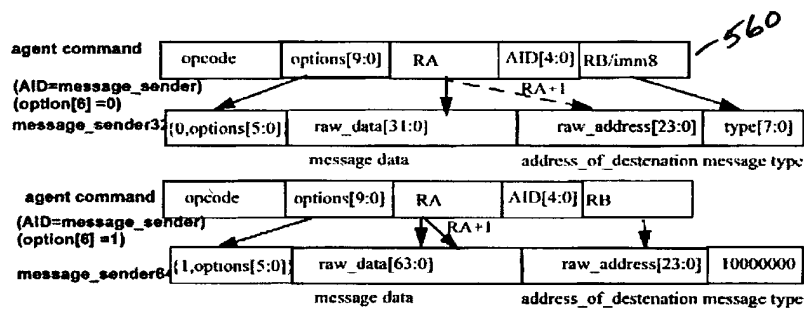 560
agent command opcode options[9:0] RA AID[4:0] RB/imm8
(AID=message_sender)
(option[6] =0)
RA+1
message_sender32 {0,options[5:0]} raw_data[31:0] raw_address[23:0] type[7:0]
message data address_of_destenation message type
agent command opcode options[9:0] RA AID[4:0] RB
(AID=message_sender)
(option[6] =1)
RA+1
message_sender64 {1,options[5:0]} raw_data[63:0] raw_address[23:0] 10000000
message data address_of_destenation message type